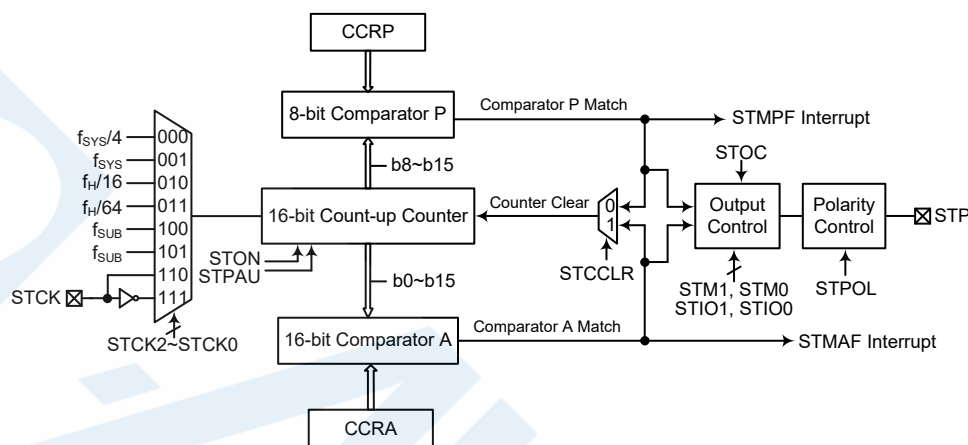 CCRP
8-bit Comparator P
Comparator P Match
STMPF Interrupt
b8~b15
STOC
fSYS/4
000
fSYS
001
fH/16
010
fH/64
011
fSUB
100
fSUB
101
110
111
STCK
STCK2~STCK0
16-bit Count-up Counter
STON
STPAU
Counter Clear
0
1
STCCLR
Output
Control
Polarity
Control
STP
STM1, STM0
STIO1, STIO0
STPOL
b0~b15
16-bit Comparator A
Comparator A Match
STMAF Interrupt
CCRA